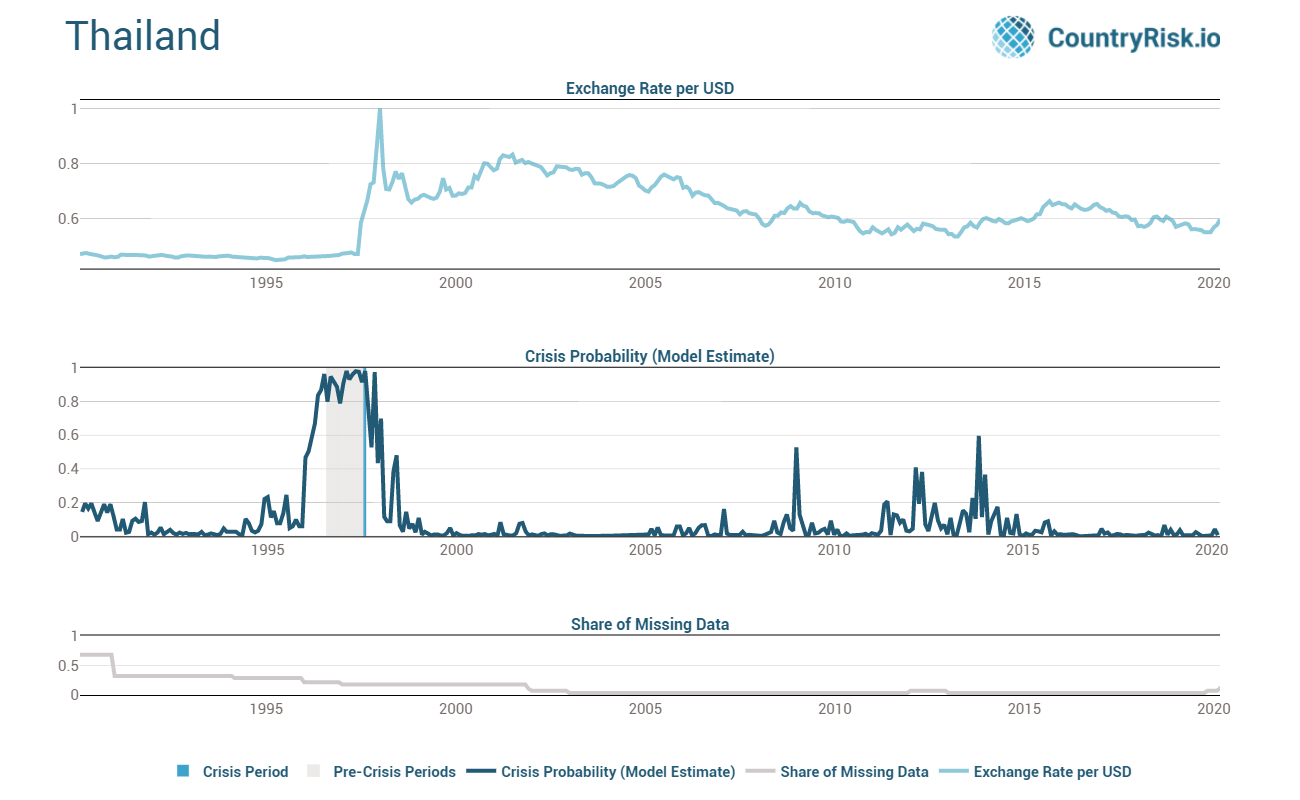 Thailand
CountryRisk.io
Exchange Rate per USD
1
0.8
0.6
1995 2000 2005 2010 2015 2020
Crisis Probability (Model Estimate)
1
0.8
0.6
0.4
0.2
0
1995 2000 2005 2010 2015 2020
Share of Missing Data
1
0.5
0
1995 2000 2005 2010 2015 2020
Crisis Period Pre-Crisis Periods Crisis Probability (Model Estimate) Share of Missing Data Exchange Rate per USD